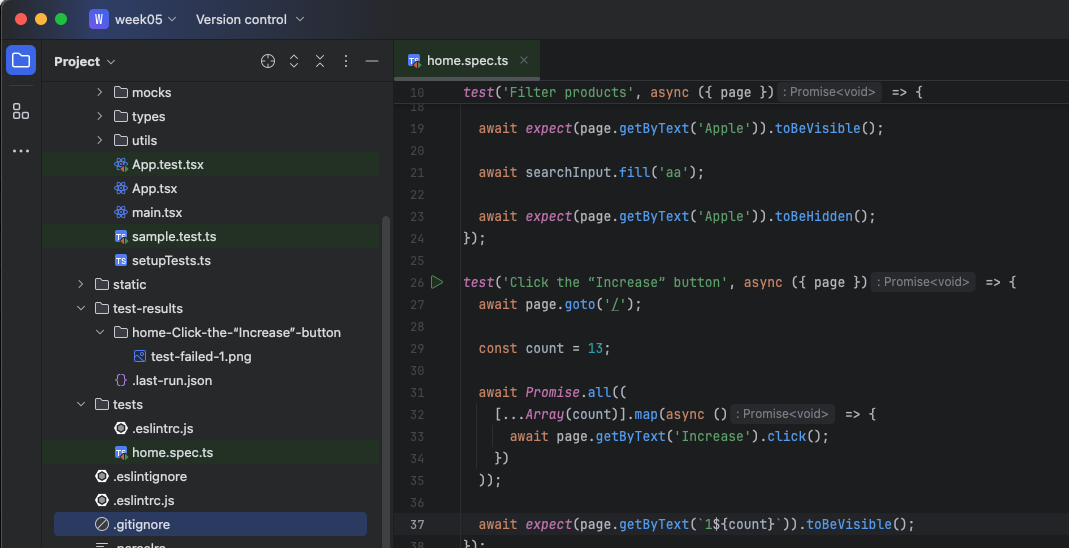 W week05 Version control
Project
mocks
types
utils
App.test.tsx
App.tsx
main.tsx
sample.test.ts
setupTests.ts
static
test-results
home-Click-the-“Increase”-button
test-failed-1.png
.last-run.json
tests
.eslintrc.js
home.spec.ts
.eslintignore
.eslintrc.js
.gitignore
home.spec.ts
10 test('Filter products', async ({ page }) : Promise<void> => {
18
19 await expect(page.getByText('Apple')).toBeVisible();
20
21 await searchInput.fill('aa');
22
23 await expect(page.getByText('Apple')).toBeHidden();
24 });
25
26 test('Click the “Increase” button', async ({ page }) : Promise<void> => {
27 await page.goto('/');
28
29 const count = 13;
30
31 await Promise.all((
32 [...Array(count)].map(async () : Promise<void> => {
33 await page.getByText('Increase').click();
34 })
35 ));
36
37 await expect(page.getByText(`1${count}`)).toBeVisible();
38 });